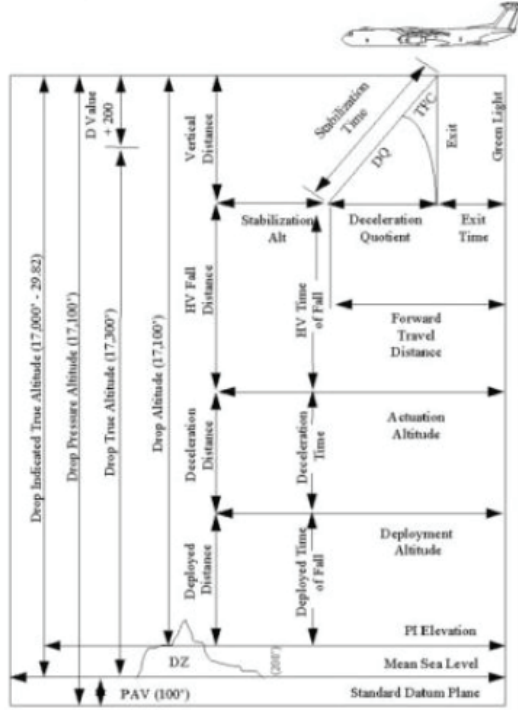 D Value
+ 200
Vertical
Distance
Stabilization
Time
TFC
DQ
Exit
Green Light
Stabilization
Alt
Deceleration
Quotient
Exit
Time
Drop Indicated True Altitude (17,000' - 29.82)
Drop Pressure Altitude (17,100')
Drop True Altitude (17,300')
Drop Altitude (17,100')
HV Fall
Distance
HV Time
of Fall
Forward
Travel
Distance
Deceleration
Distance
Deceleration
Time
Actuation
Altitude
Deployed
Distance
Deployed Time
of Fall
Deployment
Altitude
PI Elevation
DZ
(200')
Mean Sea Level
PAV (100')
Standard Datum Plane